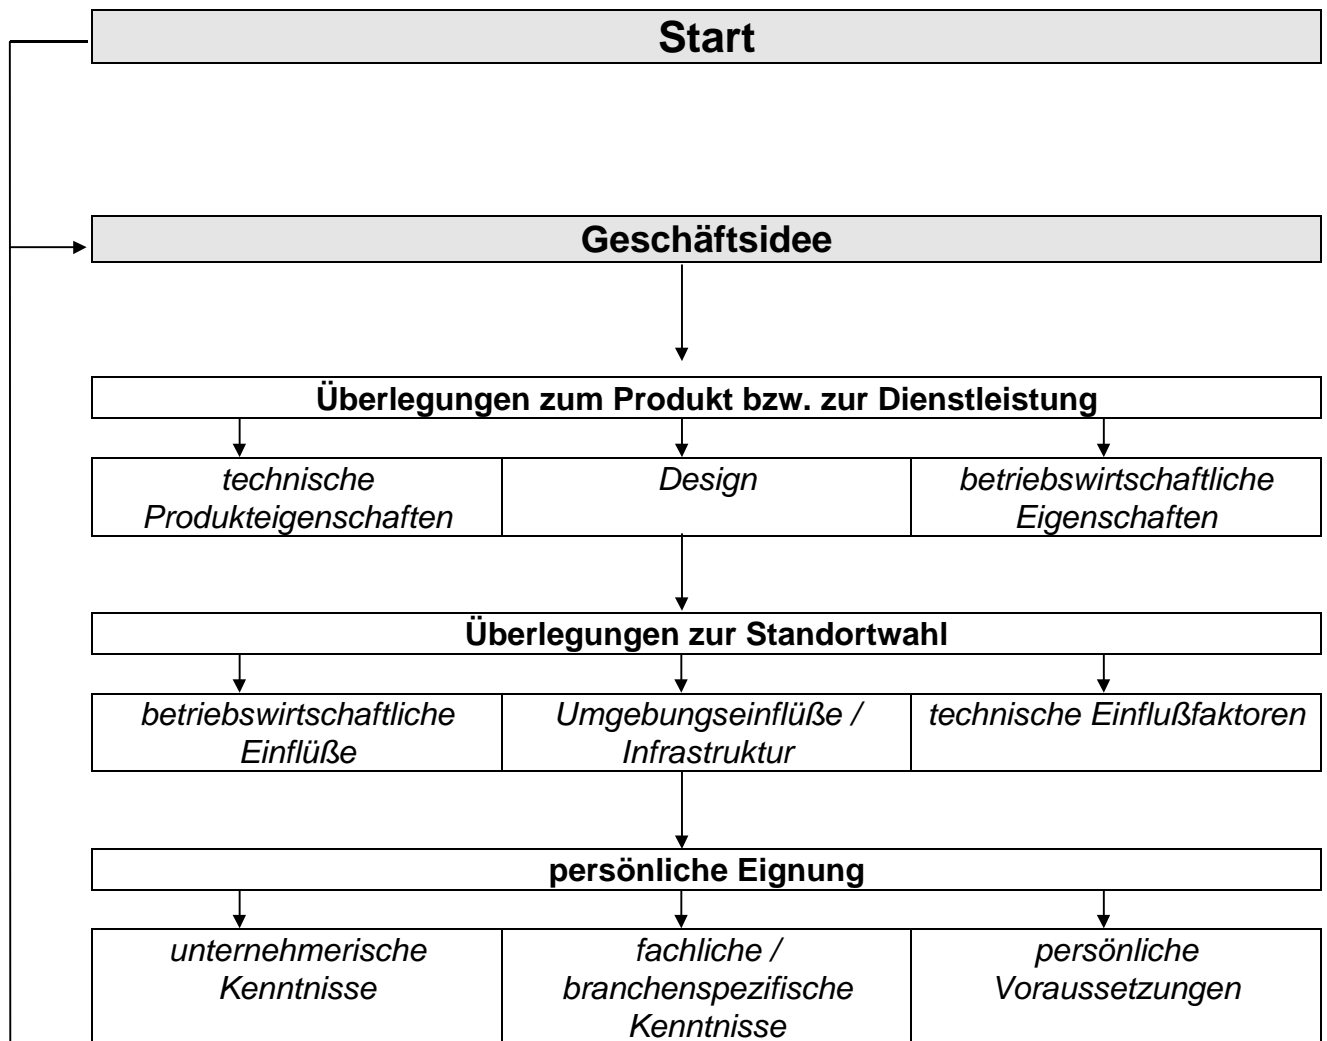 Start
Geschäftsidee
Überlegungen zum Produkt bzw. zur Dienstleistung
technische
Produkteigenschaften
Design
betriebswirtschaftliche
Eigenschaften
Überlegungen zur Standortwahl
betriebswirtschaftliche
Einflüße
Umgebungseinflüße /
Infrastruktur
technische Einflußfaktoren
persönliche Eignung
unternehmerische
Kenntnisse
fachliche /
branchenspezifische
Kenntnisse
persönliche
Voraussetzungen